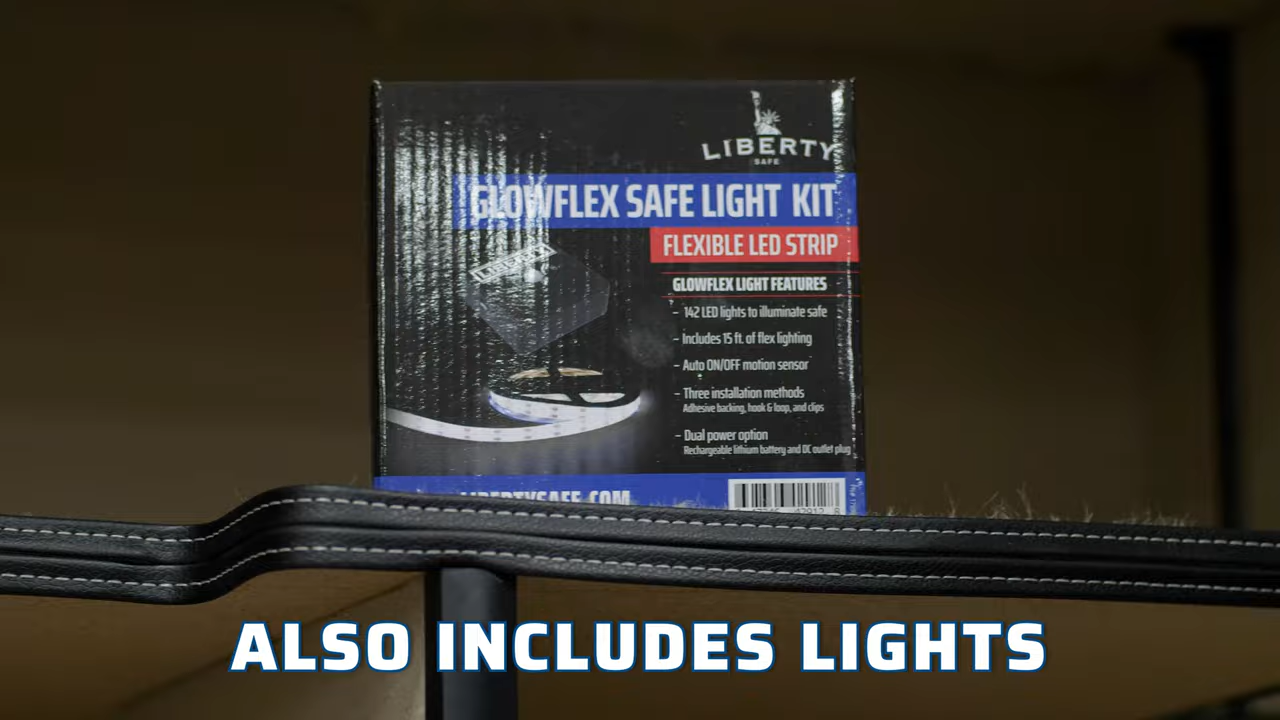 LIBERTY
SAFE
GLOWFLEX SAFE LIGHT KIT
FLEXIBLE LED STRIP
LIBERTY
GLOWFLEX LIGHT FEATURES
– 142 LED lights to illuminate safe
– Includes 15 ft. of flex lighting
– Auto ON/OFF motion sensor
– Three installation methods
Adhesive backing, hook & loop, and clips
– Dual power option
Rechargeable lithium battery and DC outlet plug
LIBERTYSAFE.COM
ALSO INCLUDES LIGHTS